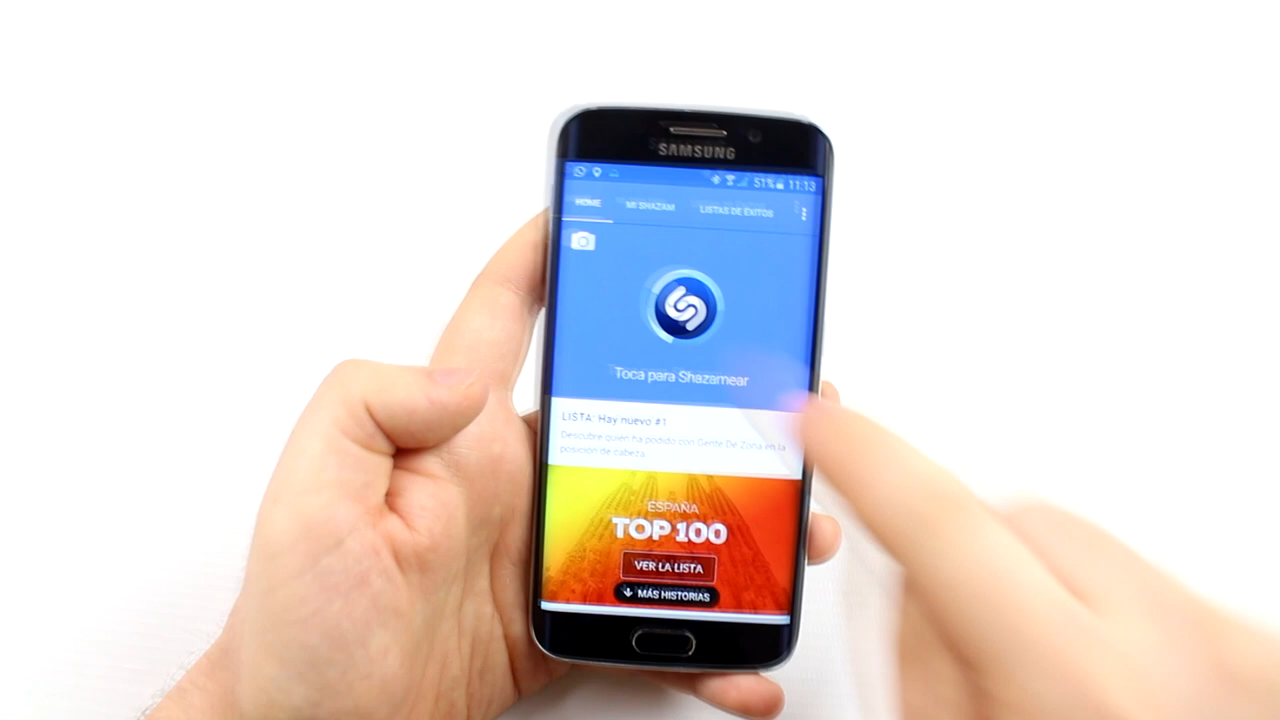 SAMSUNG
51% 11:13
HOME MI SHAZAM LISTAS DE ÉXITOS
Toca para Shazamear
LISTA: Hay nuevo #1
Descubre quién ha podido con Gente De Zona en la
posición de cabeza.
ESPAÑA
TOP 100
VER LA LISTA
MÁS HISTORIAS